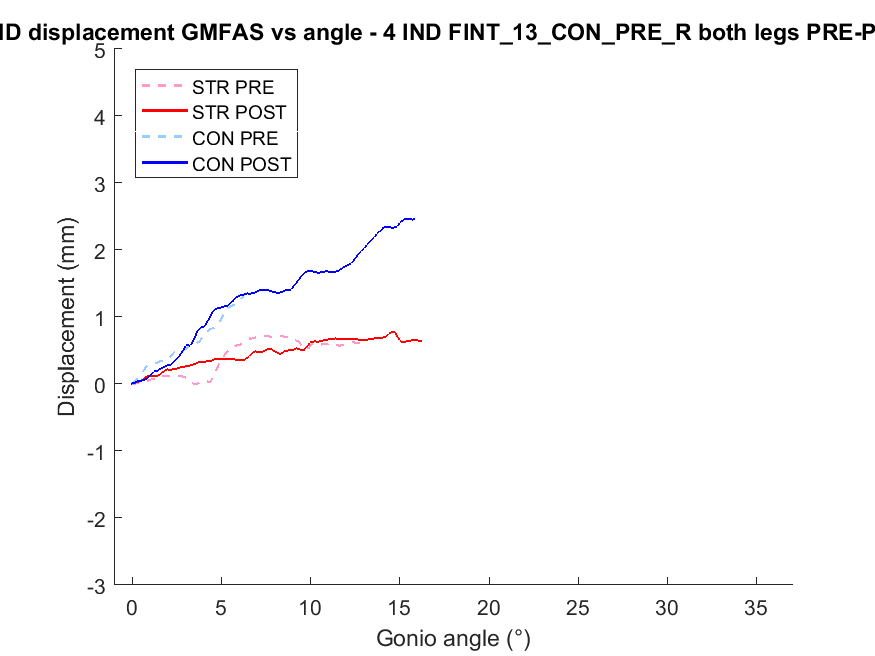 ND displacement GMFAS vs angle - 4 IND FINT_13_CON_PRE_R both legs PRE-P
5
4
3
2
1
0
-1
-2
-3
STR PRE
STR POST
CON PRE
CON POST
Displacement (mm)
0 5 10 15 20 25 30 35
Gonio angle (°)